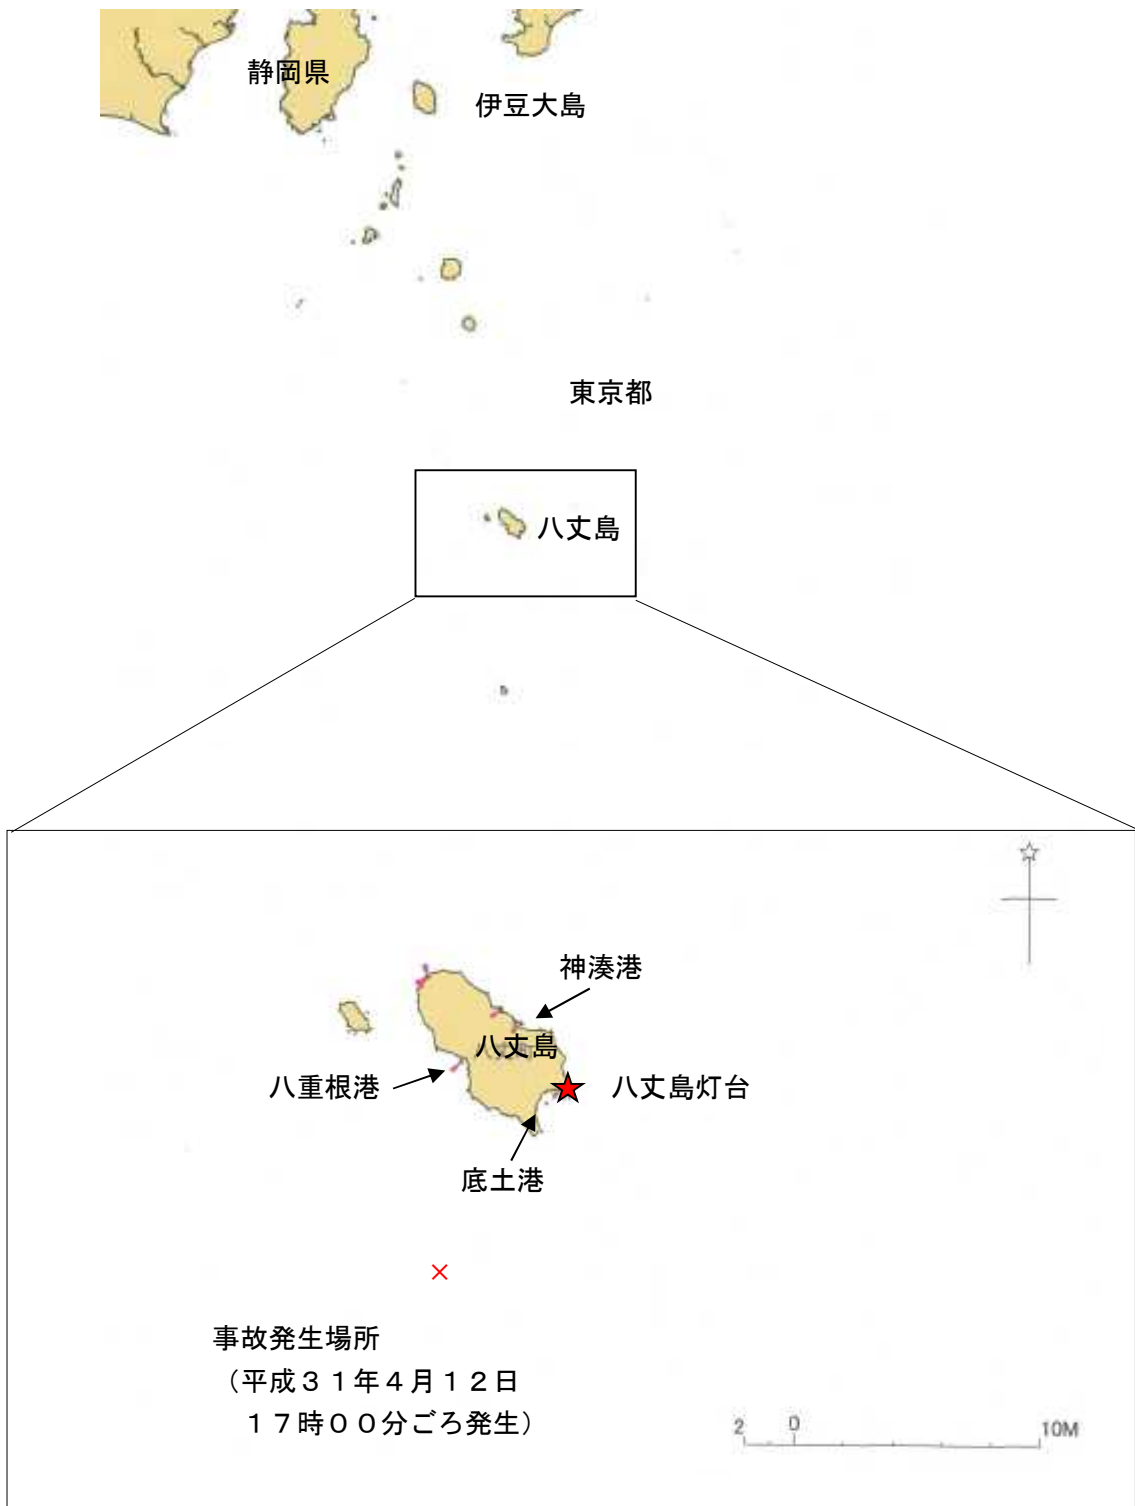 静岡県
伊豆大島
東京都
八丈島
神湊港
八丈島
八重根港
八丈島灯台
底土港
×
事故発生場所
（平成３１年４月１２日
１７時００分ごろ発生）
2 0 10M